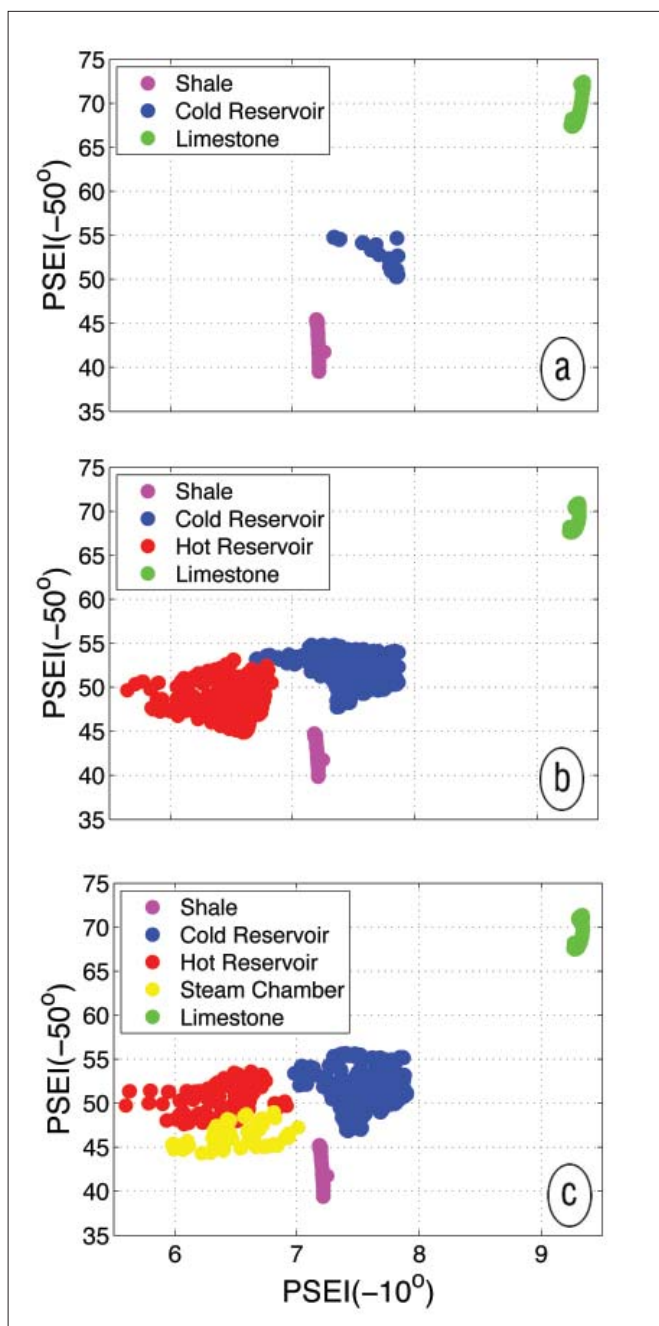 75
70
65
60
55
50
45
40
35
PSEI(−50°)
Shale
Cold Reservoir
Limestone
a
75
70
65
60
55
50
45
40
35
PSEI(−50°)
Shale
Cold Reservoir
Hot Reservoir
Limestone
b
75
70
65
60
55
50
45
40
35
PSEI(−50°)
Shale
Cold Reservoir
Hot Reservoir
Steam Chamber
Limestone
c
6 7 8 9
PSEI(−10°)